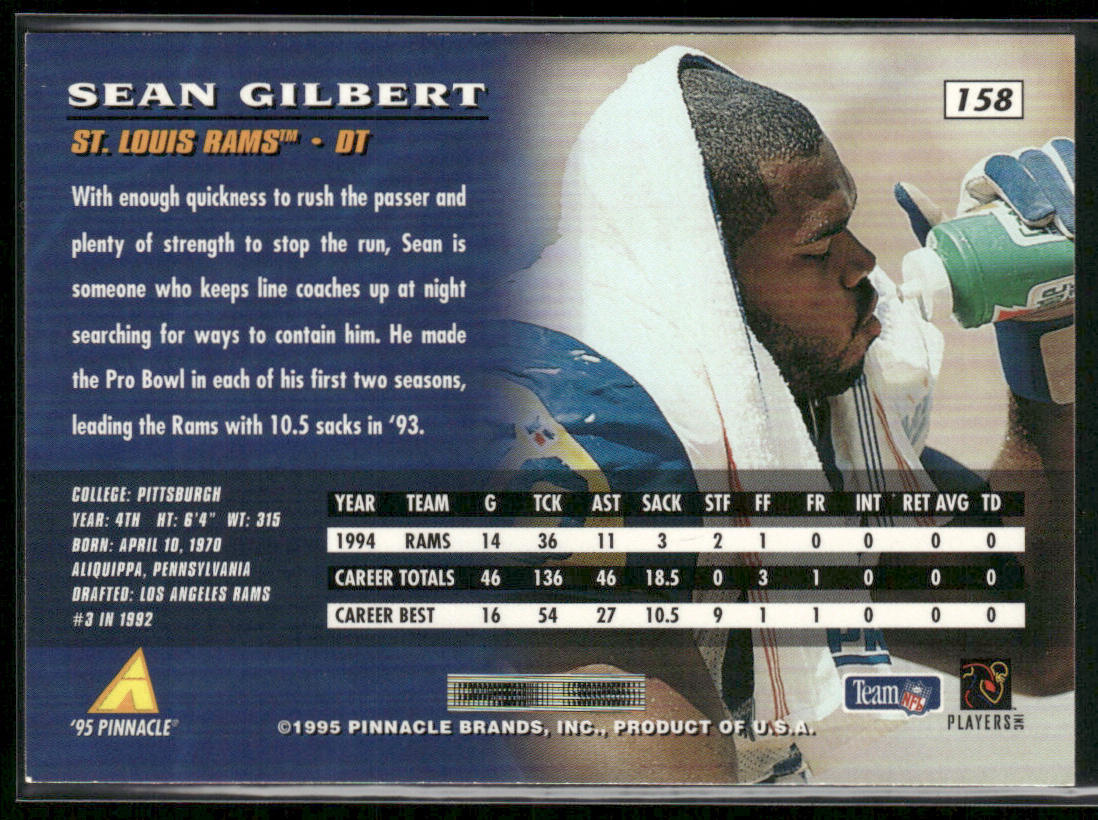 SEAN GILBERT
158
ST. LOUIS RAMS™ • DT
With enough quickness to rush the passer and
plenty of strength to stop the run, Sean is
someone who keeps line coaches up at night
searching for ways to contain him. He made
the Pro Bowl in each of his first two seasons,
leading the Rams with 10.5 sacks in '93.
COLLEGE: PITTSBURGH
YEAR: 4TH HT: 6'4" WT: 315
BORN: APRIL 10, 1970
ALIQUIPPA, PENNSYLVANIA
DRAFTED: LOS ANGELES RAMS
#3 IN 1992
YEAR TEAM G TCK AST SACK STF FF FR INT RET AVG TD
1994 RAMS 14 36 11 3 2 1 0 0 0 0
CAREER TOTALS 46 136 46 18.5 0 3 1 0 0 0
CAREER BEST 16 54 27 10.5 9 1 1 0 0 0
'95 PINNACLE®
©1995 PINNACLE BRANDS, INC., PRODUCT OF U.S.A.
Team NFL
PLAYERS INC